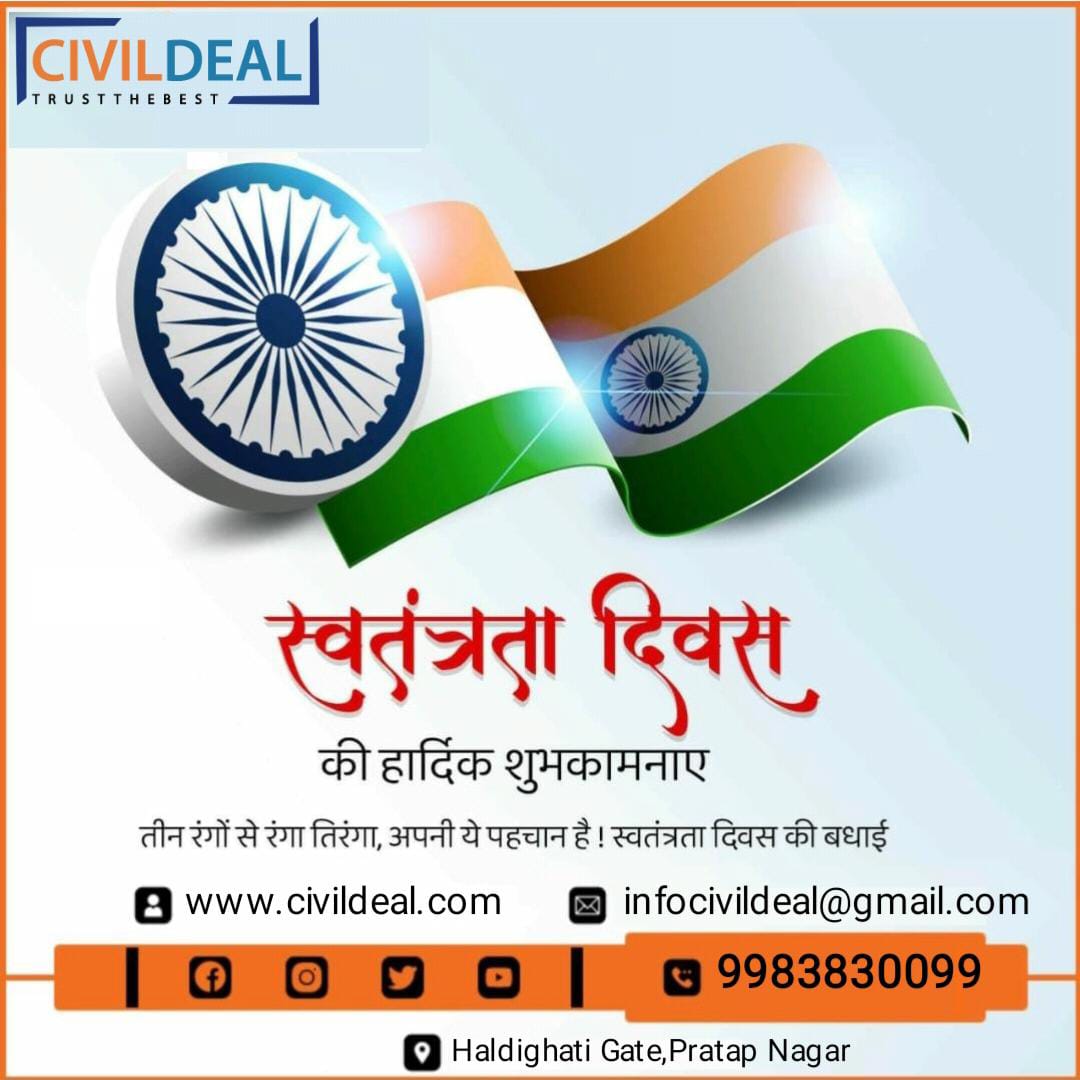 CIVILDEAL
TRUSTTHEBEST
स्वतंत्रता दिवस
की हार्दिक शुभकामनाए
तीन रंगों से रंगा तिरंगा, अपनी ये पहचान है ! स्वतंत्रता दिवस की बधाई
www.civildeal.com infocivildeal@gmail.com
9983830099
Haldighati Gate,Pratap Nagar